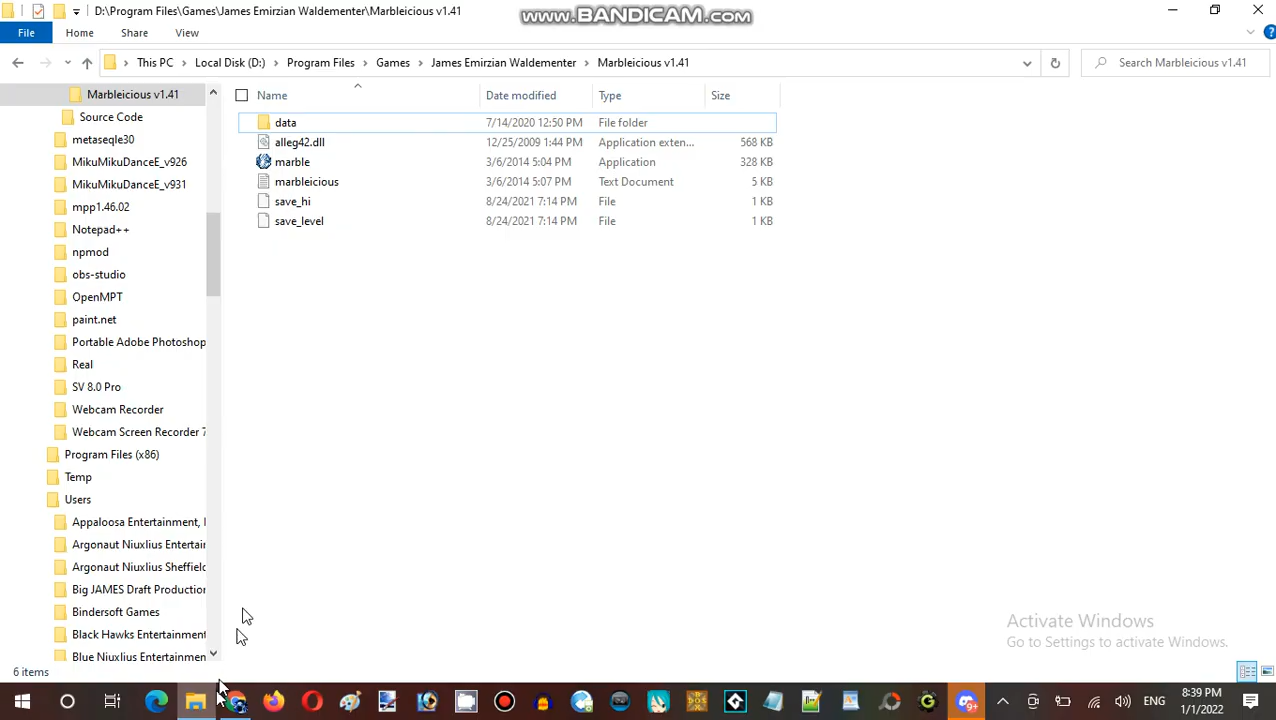 D:\Program Files\Games\James Emirzian Waldementer\Marbleicious v1.41
www.BANDICAM.com
File Home Share View
This PC > Local Disk (D:) > Program Files > Games > James Emirzian Waldementer > Marbleicious v1.41
Search Marbleicious v1.41
Name Date modified Type Size
data 7/14/2020 12:50 PM File folder
alleg42.dll 12/25/2009 1:44 PM Application exten... 568 KB
marble 3/6/2014 5:04 PM Application 328 KB
marbleicious 3/6/2014 5:07 PM Text Document 5 KB
save_hi 8/24/2021 7:14 PM File 1 KB
save_level 8/24/2021 7:14 PM File 1 KB
Marbleicious v1.41
Source Code
metaseqle30
MikuMikuDanceE_v926
MikuMikuDanceE_v931
mpp1.46.02
Notepad++
npmod
obs-studio
OpenMPT
paint.net
Portable Adobe Photoshop
Real
SV 8.0 Pro
Webcam Recorder
Webcam Screen Recorder 7
Program Files (x86)
Temp
Users
Appaloosa Entertainment, I
Argonaut Niuxlius Entertai
Argonaut Niuxlius Sheffield
Big JAMES Draft Production
Bindersoft Games
Black Hawks Entertainment
Blue Niuxlius Entertainmen
Activate Windows
Go to Settings to activate Windows.
6 items
ENG
8:39 PM
1/1/2022